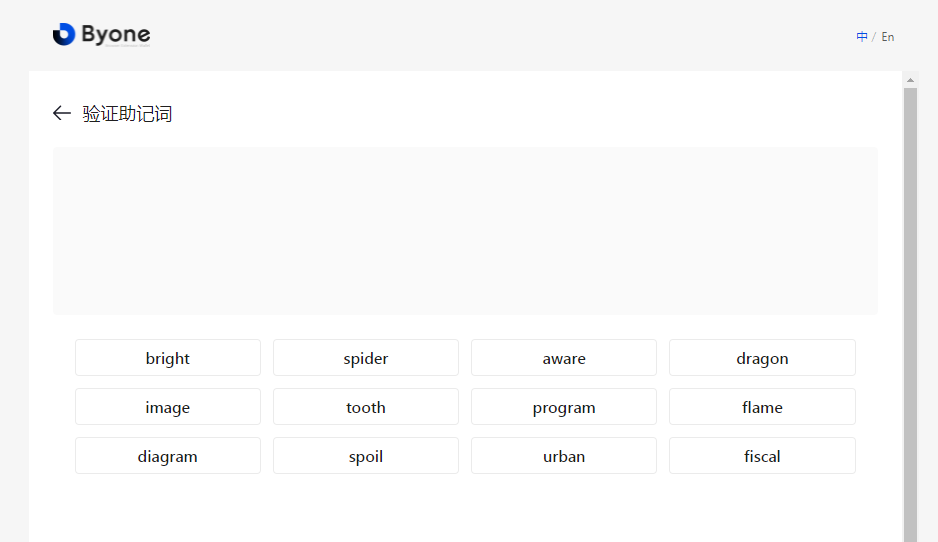 Byone
中 / En
验证助记词
bright spider aware dragon
image tooth program flame
diagram spoil urban fiscal